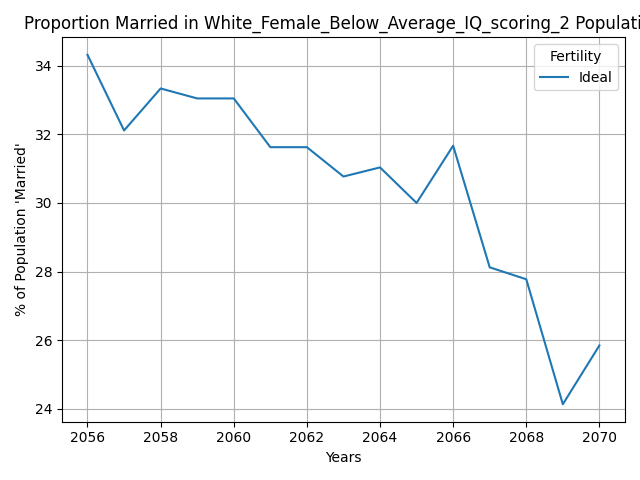 Proportion Married in White_Female_Below_Average_IQ_scoring_2 Populati
Fertility
Ideal
% of Population 'Married'
34
32
30
28
26
24
2056 2058 2060 2062 2064 2066 2068 2070
Years